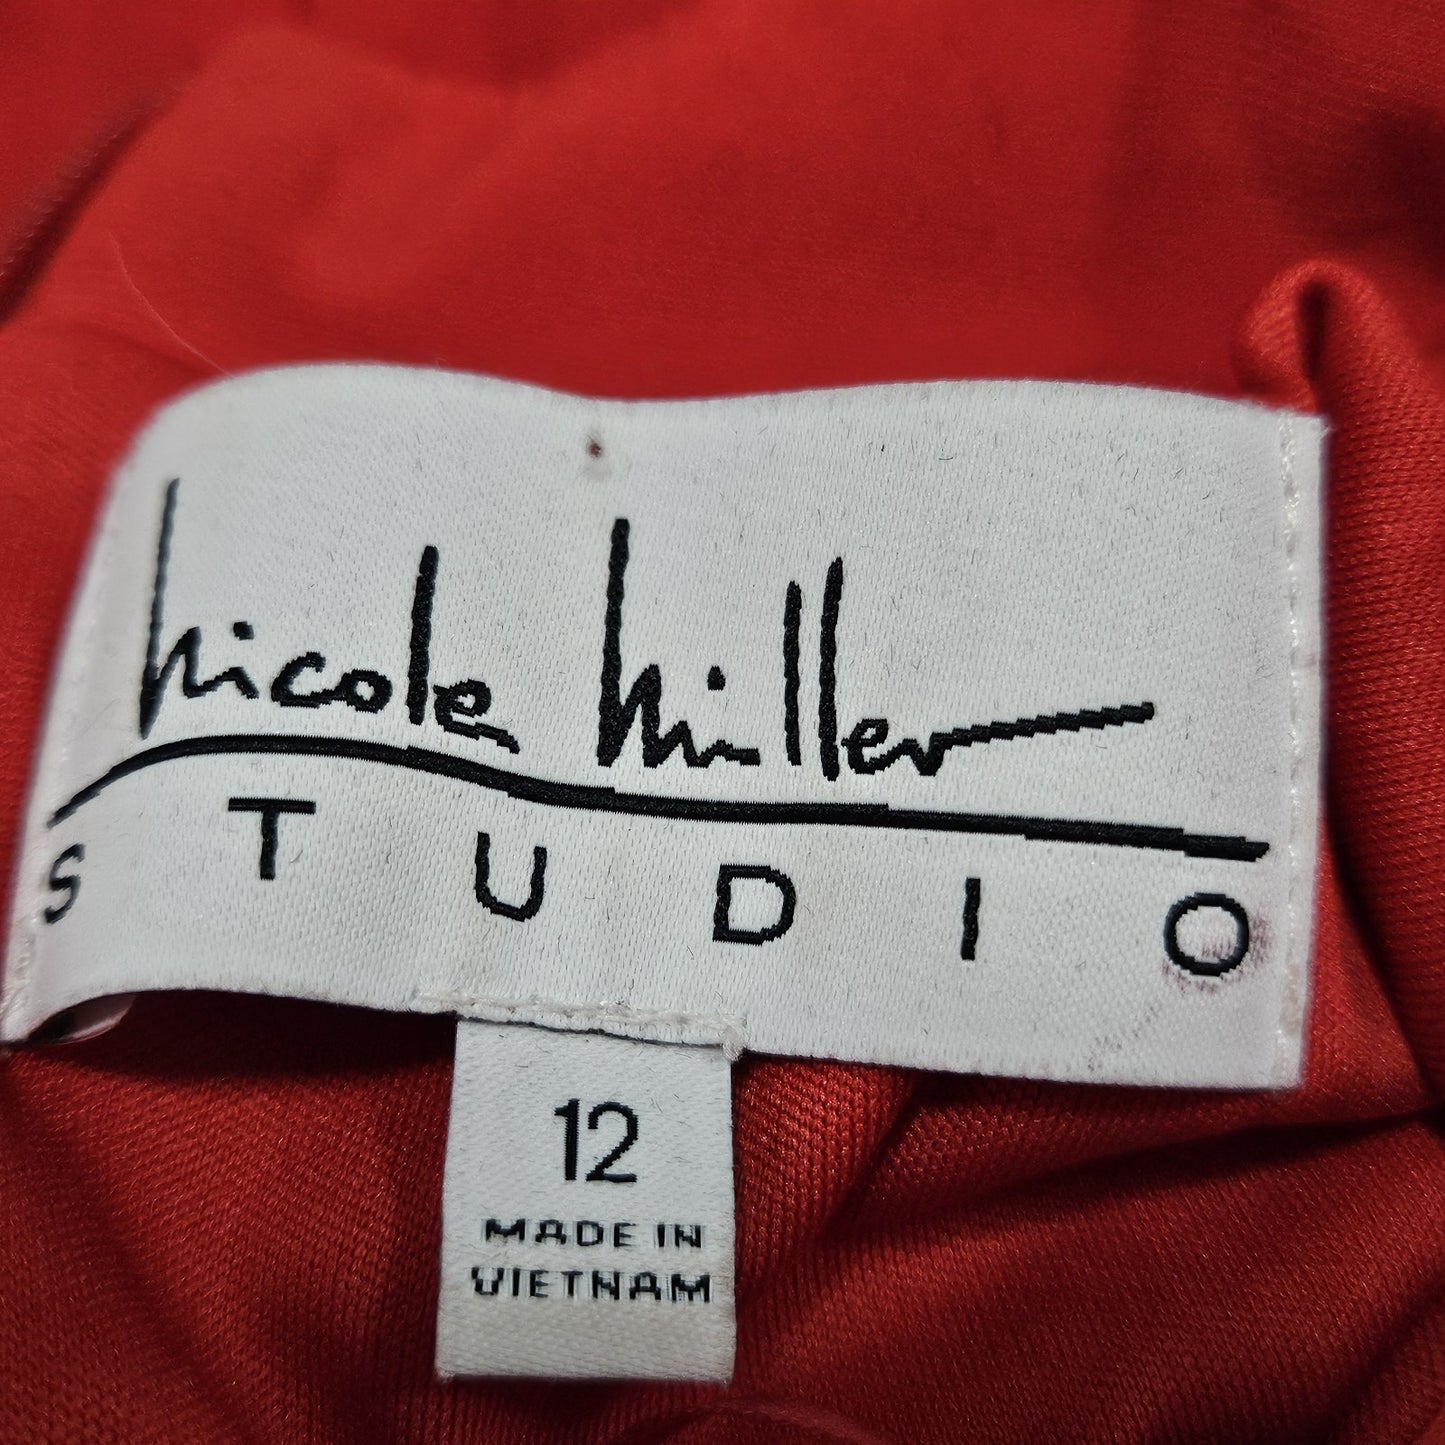 Nicole Miller
STUDIO
12
MADE IN
VIETNAM